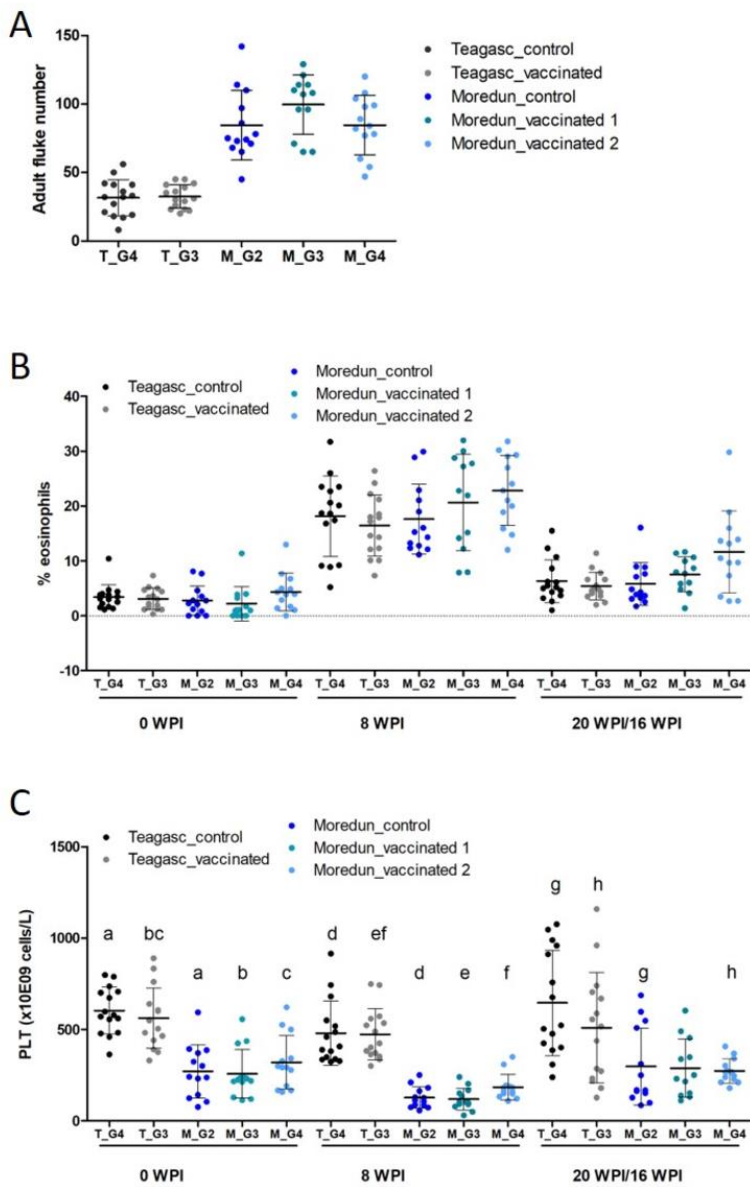 A
150
100
50
0
Adult fluke number
T_G4 T_G3 M_G2 M_G3 M_G4
Teagasc_control
Teagasc_vaccinated
Moredun_control
Moredun_vaccinated 1
Moredun_vaccinated 2
B
Teagasc_control
Teagasc_vaccinated
Moredun_control
Moredun_vaccinated 1
Moredun_vaccinated 2
40
30
20
10
0
-10
% eosinophils
T_G4 T_G3 M_G2 M_G3 M_G4 T_G4 T_G3 M_G2 M_G3 M_G4 T_G4 T_G3 M_G2 M_G3 M_G4
0 WPI 8 WPI 20 WPI/16 WPI
C
Teagasc_control
Teagasc_vaccinated
Moredun_control
Moredun_vaccinated 1
Moredun_vaccinated 2
1500
1000
500
0
PLT (x10E09 cells/L)
a bc a b c d ef d e f g h g h
T_G4 T_G3 M_G2 M_G3 M_G4 T_G4 T_G3 M_G2 M_G3 M_G4 T_G4 T_G3 M_G2 M_G3 M_G4
0 WPI 8 WPI 20 WPI/16 WPI